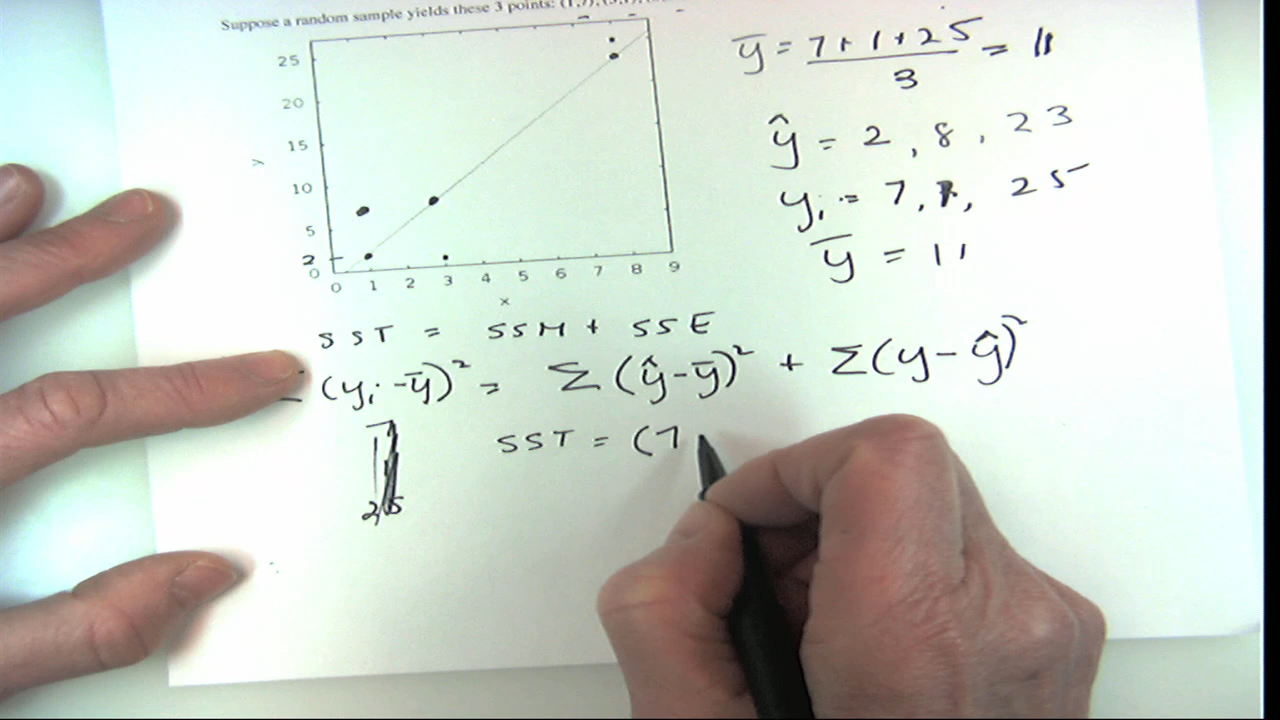 Suppose a random sample yields these 3 points: (1,7),
25
20
15
10
5
2
0
y
0 1 2 3 4 5 6 7 8 9
x
y̅ = 7+1+25 / 3 = 11
ŷ = 2, 8, 23
yᵢ = 7, 1, 25
y̅ = 11
SST = SSM + SSE
(yᵢ - y̅)² = Σ(ŷ - y̅)² + Σ(y - ŷ)²
SST = (7